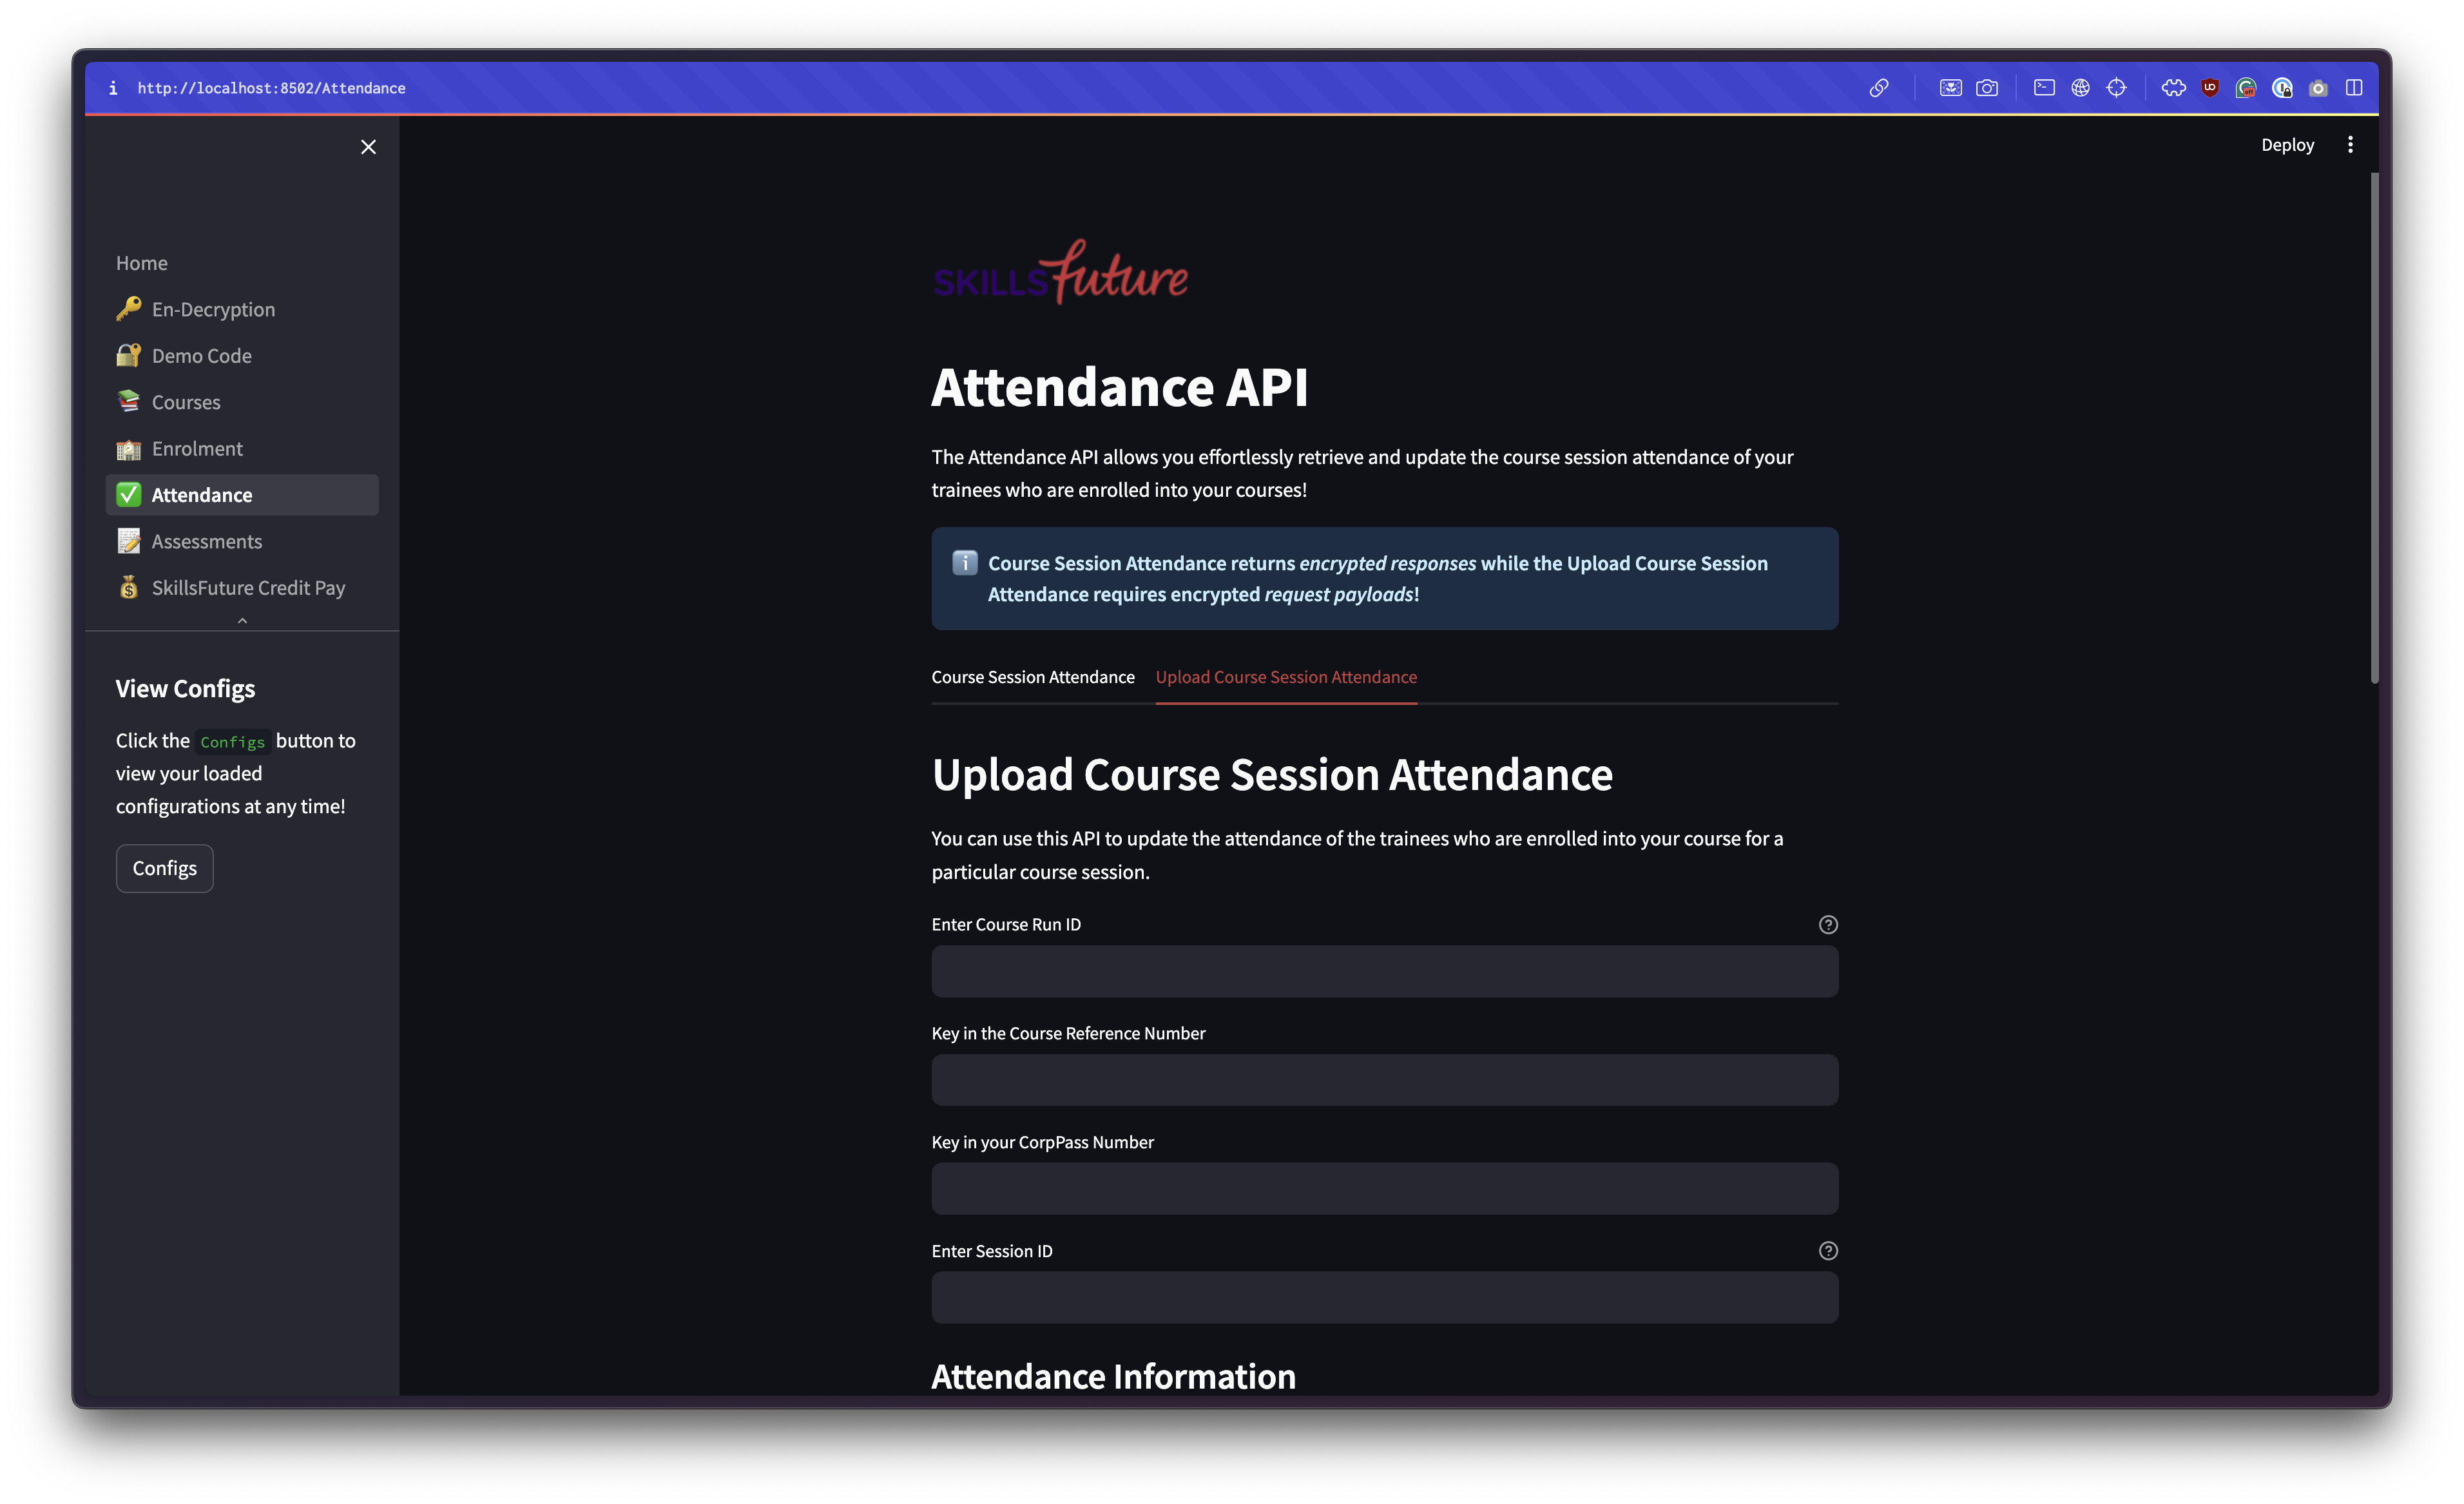 http://localhost:8502/Attendance
Deploy
Home
En-Decryption
Demo Code
Courses
Enrolment
Attendance
Assessments
SkillsFuture Credit Pay
View Configs
Click the Configs button to
view your loaded
configurations at any time!
Configs
SKILLSfuture
Attendance API
The Attendance API allows you effortlessly retrieve and update the course session attendance of your
trainees who are enrolled into your courses!
Course Session Attendance returns encrypted responses while the Upload Course Session
Attendance requires encrypted request payloads!
Course Session Attendance Upload Course Session Attendance
Upload Course Session Attendance
You can use this API to update the attendance of the trainees who are enrolled into your course for a
particular course session.
Enter Course Run ID
Key in the Course Reference Number
Key in your CorpPass Number
Enter Session ID
Attendance Information